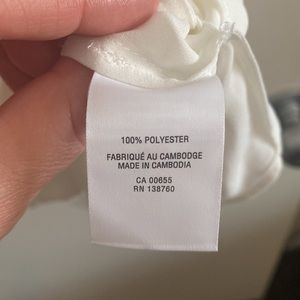 100% POLYESTER
FABRIQUÉ AU CAMBODGE
MADE IN CAMBODIA
CA 00655
RN 138760